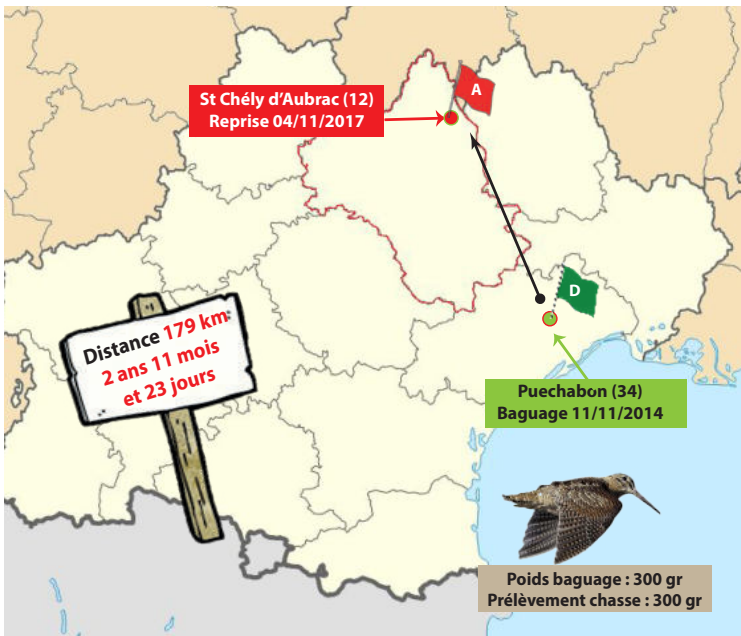 St Chély d'Aubrac (12)
Reprise 04/11/2017
A
D
Distance 179 km
2 ans 11 mois
et 23 jours
Puechabon (34)
Baguage 11/11/2014
Poids baguage : 300 gr
Prélèvement chasse : 300 gr